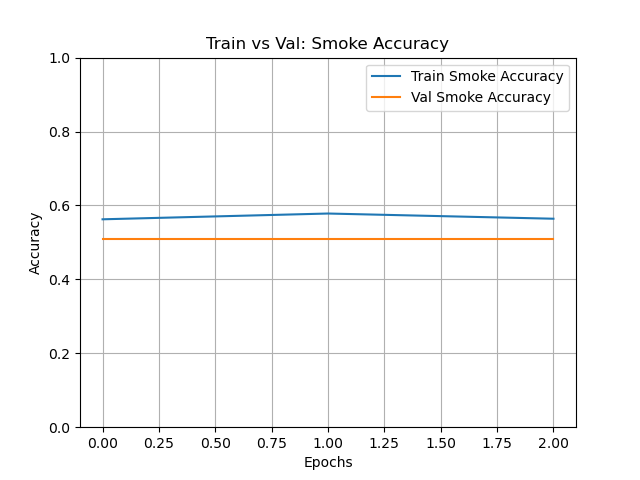 Train vs Val: Smoke Accuracy
Train Smoke Accuracy
Val Smoke Accuracy
1.0
0.8
0.6
0.4
0.2
0.0
Accuracy
0.00 0.25 0.50 0.75 1.00 1.25 1.50 1.75 2.00
Epochs